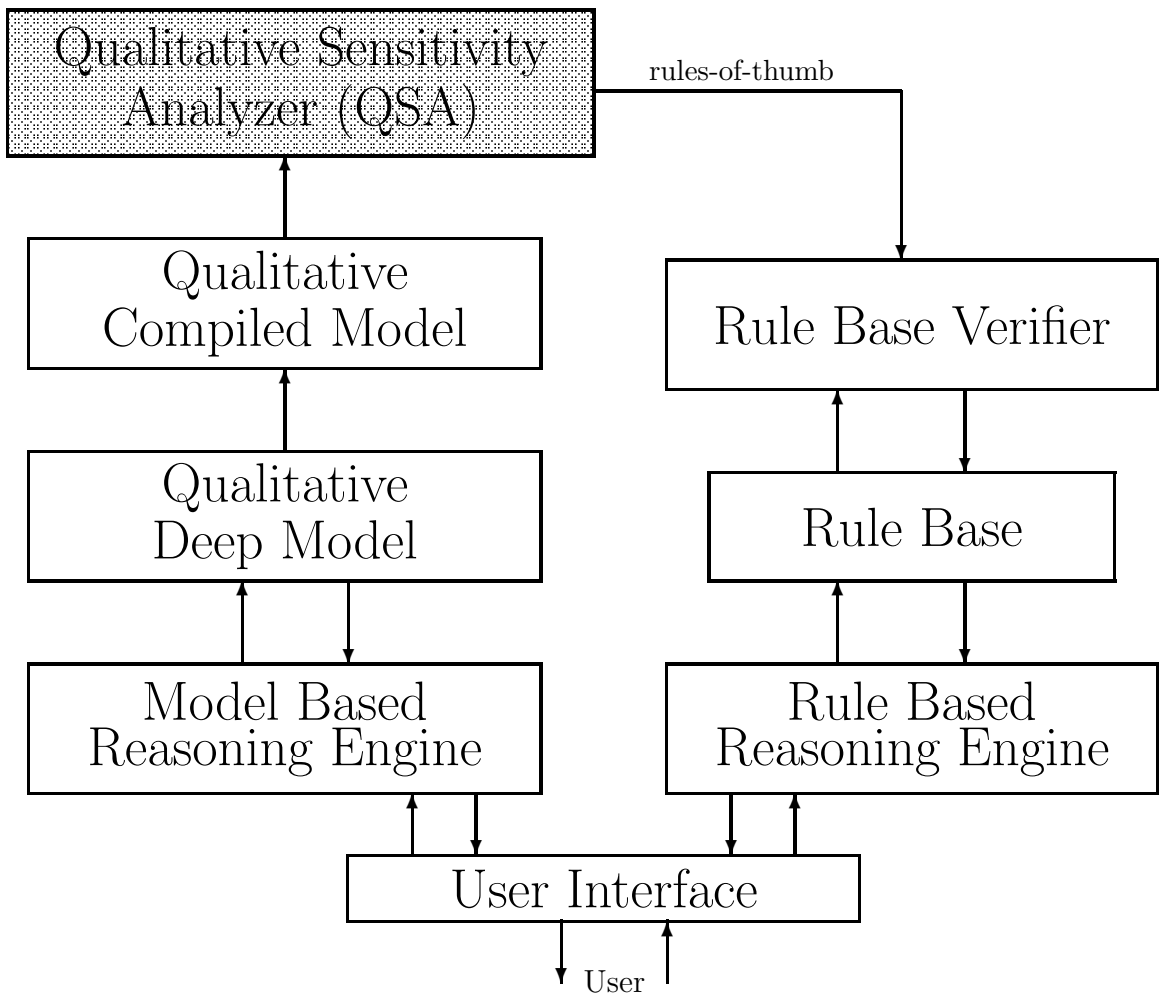 Qualitative Sensitivity
Analyzer (QSA)
rules-of-thumb
Qualitative
Compiled Model
Rule Base Verifier
Qualitative
Deep Model
Rule Base
Model Based
Reasoning Engine
Rule Based
Reasoning Engine
User Interface
User